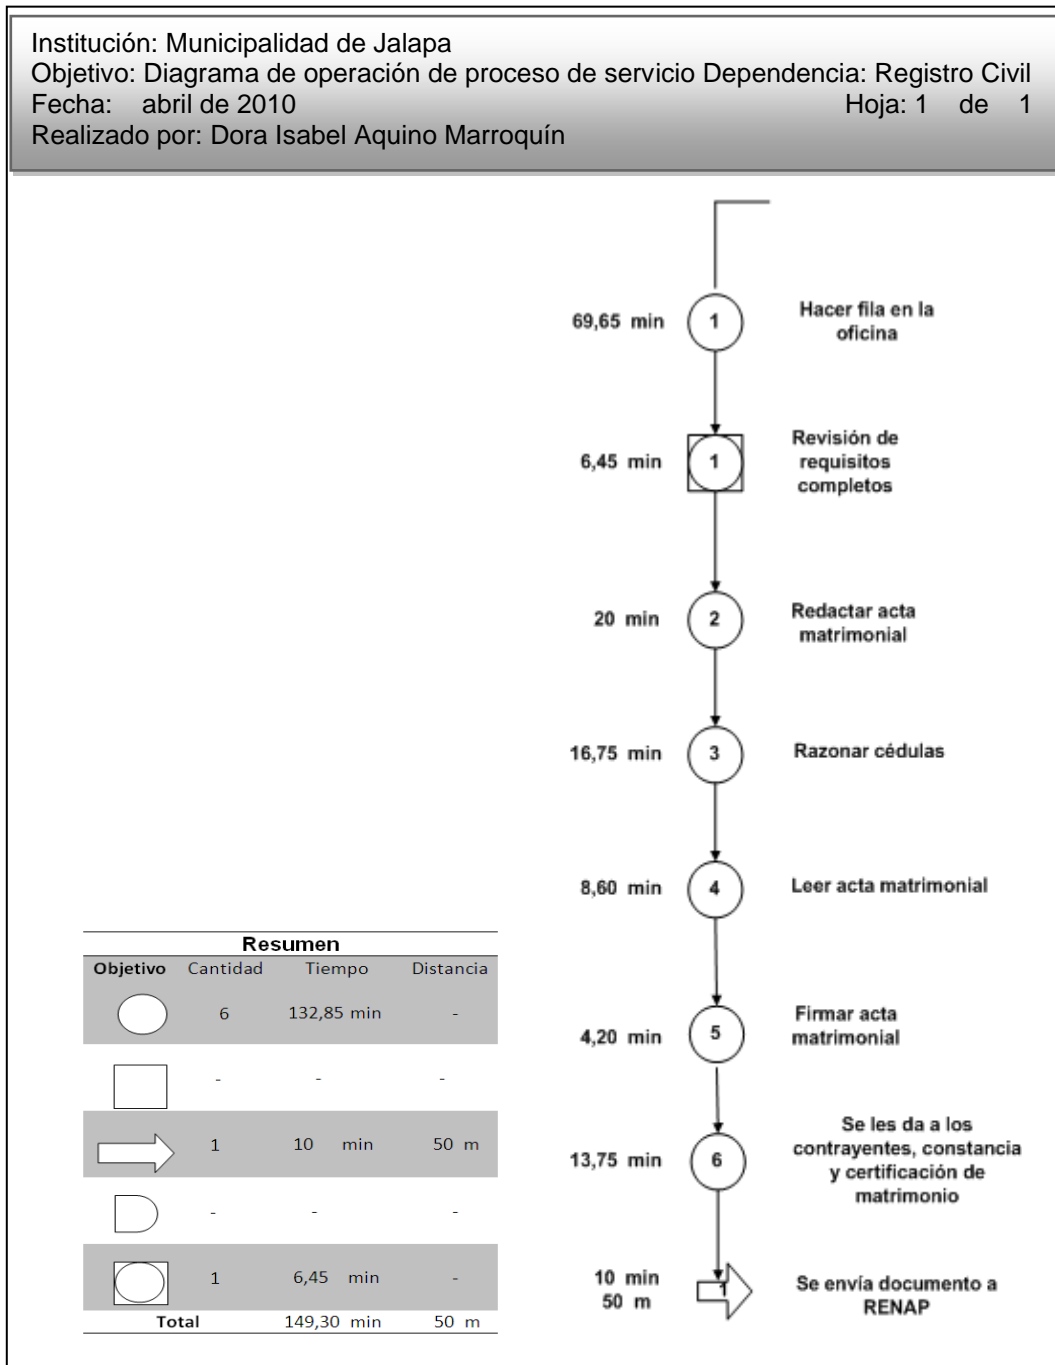 Institución: Municipalidad de Jalapa
Objetivo: Diagrama de operación de proceso de servicio Dependencia: Registro Civil
Fecha: abril de 2010 Hoja: 1 de 1
Realizado por: Dora Isabel Aquino Marroquín
69,65 min 1 Hacer fila en la
oficina
6,45 min 1 Revisión de
requisitos
completos
20 min 2 Redactar acta
matrimonial
16,75 min 3 Razonar cédulas
8,60 min 4 Leer acta matrimonial
4,20 min 5 Firmar acta
matrimonial
13,75 min 6 Se les da a los
contrayentes, constancia
y certificación de
matrimonio
10 min
50 m 1 Se envía documento a
RENAP
Resumen
Objetivo Cantidad Tiempo Distancia
6 132,85 min -
- - -
1 10 min 50 m
- - -
1 6,45 min -
Total 149,30 min 50 m